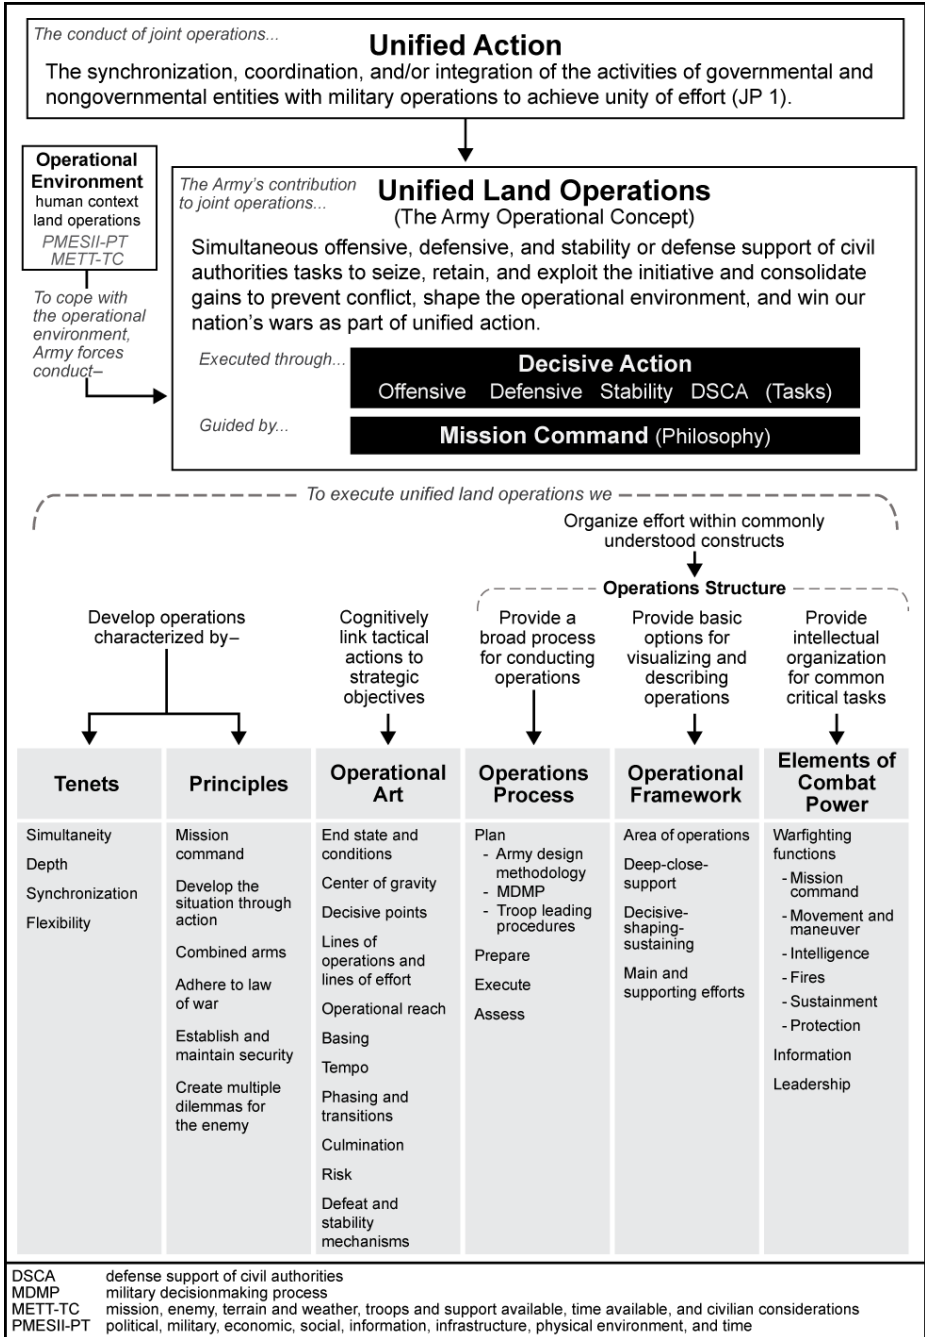 The conduct of joint operations...
Unified Action
The synchronization, coordination, and/or integration of the activities of governmental and
nongovernmental entities with military operations to achieve unity of effort (JP 1).
Operational
Environment
human context
land operations
PMESII-PT
METT-TC
To cope with
the operational
environment,
Army forces
conduct–
The Army's contribution
to joint operations...
Unified Land Operations
(The Army Operational Concept)
Simultaneous offensive, defensive, and stability or defense support of civil
authorities tasks to seize, retain, and exploit the initiative and consolidate
gains to prevent conflict, shape the operational environment, and win our
nation's wars as part of unified action.
Executed through...
Decisive Action
Offensive Defensive Stability DSCA (Tasks)
Guided by...
Mission Command (Philosophy)
To execute unified land operations we
Organize effort within commonly
understood constructs
Operations Structure
Develop operations
characterized by–
Cognitively
link tactical
actions to
strategic
objectives
Provide a
broad process
for conducting
operations
Provide basic
options for
visualizing and
describing
operations
Provide
intellectual
organization
for common
critical tasks
Tenets
Simultaneity
Depth
Synchronization
Flexibility
Principles
Mission
command
Develop the
situation through
action
Combined arms
Adhere to law
of war
Establish and
maintain security
Create multiple
dilemmas for
the enemy
Operational
Art
End state and
conditions
Center of gravity
Decisive points
Lines of
operations and
lines of effort
Operational reach
Basing
Tempo
Phasing and
transitions
Culmination
Risk
Defeat and
stability
mechanisms
Operations
Process
Plan
- Army design
methodology
- MDMP
- Troop leading
procedures
Prepare
Execute
Assess
Operational
Framework
Area of operations
Deep-close-
support
Decisive-
shaping-
sustaining
Main and
supporting efforts
Elements of
Combat
Power
Warfighting
functions
- Mission
command
- Movement and
maneuver
- Intelligence
- Fires
- Sustainment
- Protection
Information
Leadership
DSCA defense support of civil authorities
MDMP military decisionmaking process
METT-TC mission, enemy, terrain and weather, troops and support available, time available, and civilian considerations
PMESII-PT political, military, economic, social, information, infrastructure, physical environment, and time